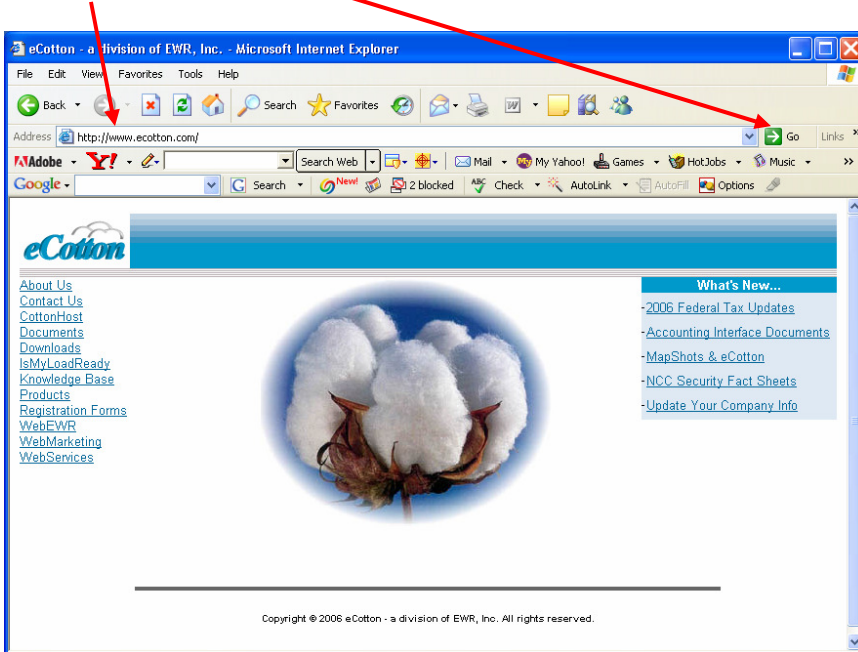 eCotton - a division of EWR, Inc. - Microsoft Internet Explorer
File Edit View Favorites Tools Help
Back Search Favorites
Address http://www.ecotton.com/ Go Links »
Adobe Y! Search Web Mail My Yahoo! Games HotJobs Music »
Google Search New! 2 blocked ABC Check AutoLink AutoFill Options
eCotton
About Us
Contact Us
CottonHost
Documents
Downloads
IsMyLoadReady
Knowledge Base
Products
Registration Forms
WebEWR
WebMarketing
WebServices
What's New...
-2006 Federal Tax Updates
-Accounting Interface Documents
-MapShots & eCotton
-NCC Security Fact Sheets
-Update Your Company Info
Copyright © 2006 eCotton - a division of EWR, Inc. All rights reserved.